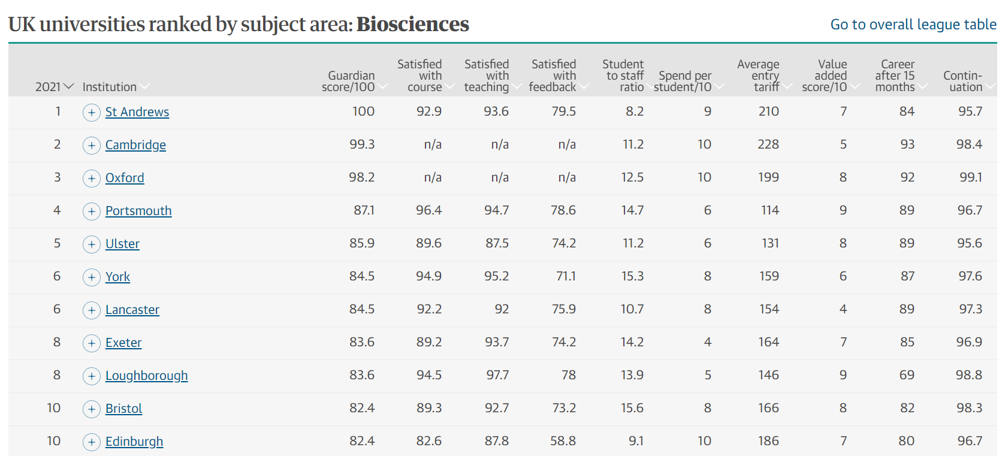 UK universities ranked by subject area: Biosciences Go to overall league table
2021 Institution Guardian score/100 Satisfied with course Satisfied with teaching Satisfied with feedback Student to staff ratio Spend per student/10 Average entry tariff Value added score/10 Career after 15 months Contin-uation
1 St Andrews 100 92.9 93.6 79.5 8.2 9 210 7 84 95.7
2 Cambridge 99.3 n/a n/a n/a 11.2 10 228 5 93 98.4
3 Oxford 98.2 n/a n/a n/a 12.5 10 199 8 92 99.1
4 Portsmouth 87.1 96.4 94.7 78.6 14.7 6 114 9 89 96.7
5 Ulster 85.9 89.6 87.5 74.2 11.2 6 131 8 89 95.6
6 York 84.5 94.9 95.2 71.1 15.3 8 159 6 87 97.6
6 Lancaster 84.5 92.2 92 75.9 10.7 8 154 4 89 97.3
8 Exeter 83.6 89.2 93.7 74.2 14.2 4 164 7 85 96.9
8 Loughborough 83.6 94.5 97.7 78 13.9 5 146 9 69 98.8
10 Bristol 82.4 89.3 92.7 73.2 15.6 8 166 8 82 98.3
10 Edinburgh 82.4 82.6 87.8 58.8 9.1 10 186 7 80 96.7